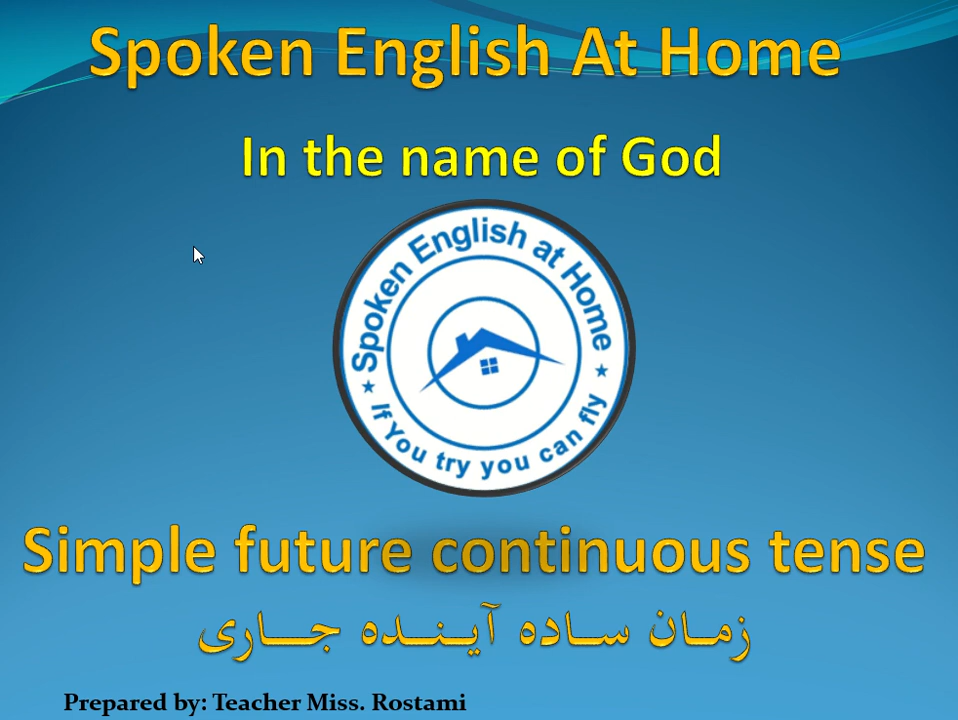 Spoken English At Home
In the name of God
Spoken English at Home
★ If You try you can fly ★
Simple future continuous tense
زمان ساده آینده جاری
Prepared by: Teacher Miss. Rostami